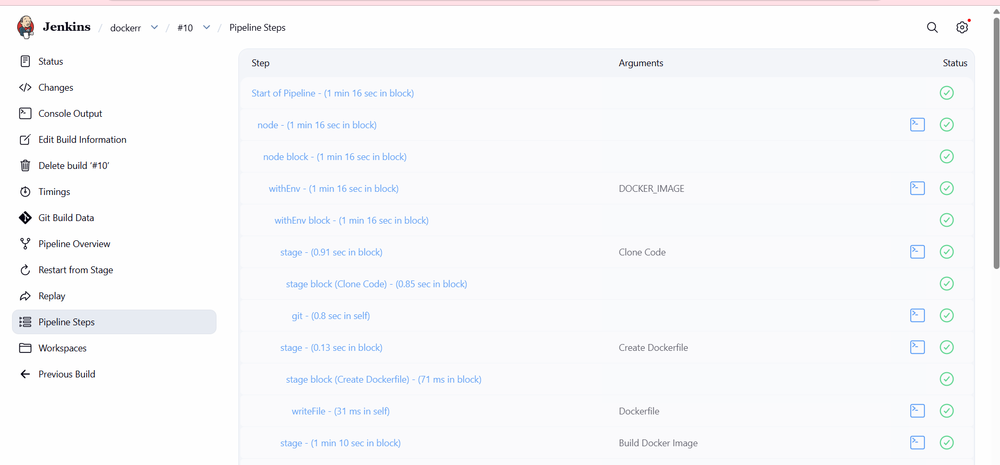 Jenkins / dockerr / #10 / Pipeline Steps
Status
Changes
Console Output
Edit Build Information
Delete build ‘#10’
Timings
Git Build Data
Pipeline Overview
Restart from Stage
Replay
Pipeline Steps
Workspaces
Previous Build
Step Arguments Status
Start of Pipeline - (1 min 16 sec in block)
node - (1 min 16 sec in block)
node block - (1 min 16 sec in block)
withEnv - (1 min 16 sec in block) DOCKER_IMAGE
withEnv block - (1 min 16 sec in block)
stage - (0.91 sec in block) Clone Code
stage block (Clone Code) - (0.85 sec in block)
git - (0.8 sec in self)
stage - (0.13 sec in block) Create Dockerfile
stage block (Create Dockerfile) - (71 ms in block)
writeFile - (31 ms in self) Dockerfile
stage - (1 min 10 sec in block) Build Docker Image